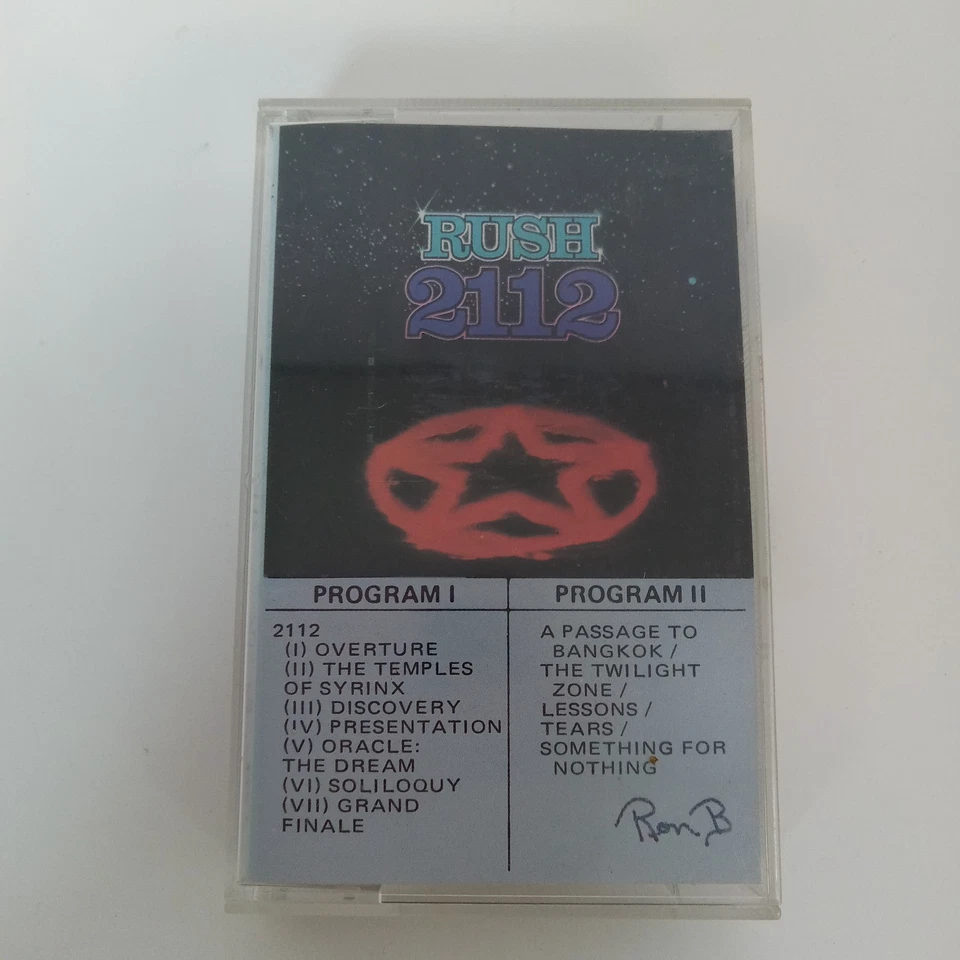 RUSH
2112
PROGRAM I
2112
(I) OVERTURE
(II) THE TEMPLES
OF SYRINX
(III) DISCOVERY
(IV) PRESENTATION
(V) ORACLE:
THE DREAM
(VI) SOLILOQUY
(VII) GRAND
FINALE
PROGRAM II
A PASSAGE TO
BANGKOK /
THE TWILIGHT
ZONE /
LESSONS /
TEARS /
SOMETHING FOR
NOTHING
Ron B